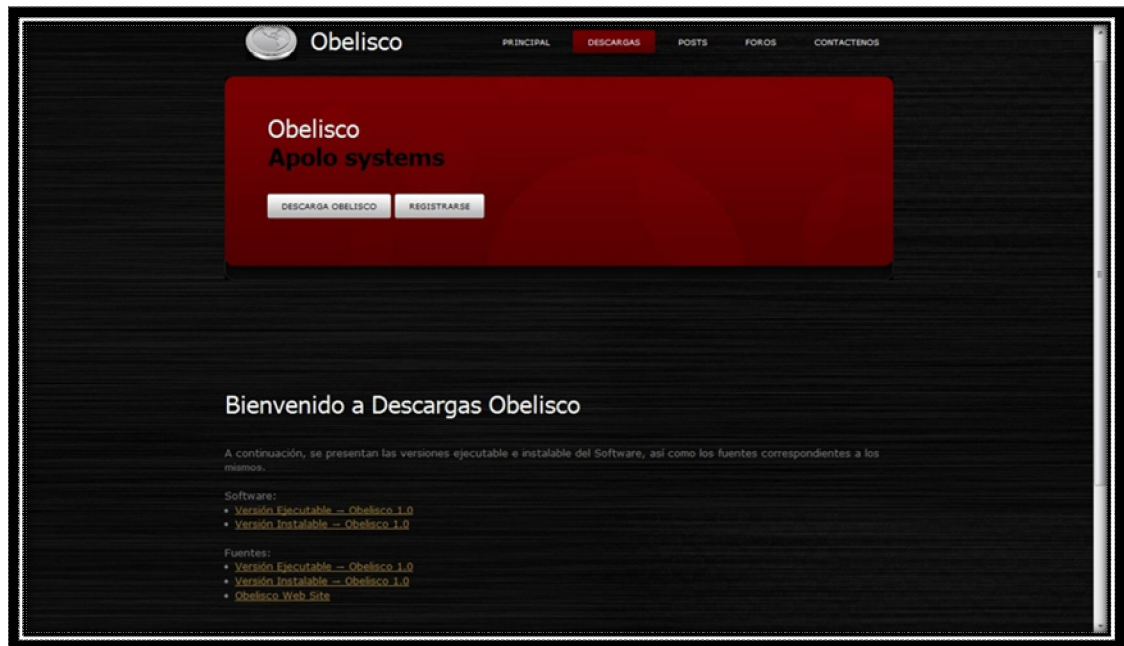 Obelisco
PRINCIPAL DESCARGAS POSTS FOROS CONTACTENOS
Obelisco
Apolo systems
DESCARGA OBELISCO REGISTRARSE
Bienvenido a Descargas Obelisco
A continuación, se presentan las versiones ejecutable e instalable del Software, asi como los fuentes correspondientes a los
mismos.
Software:
• Versión Ejecutable — Obelisco 1.0
• Versión Instalable — Obelisco 1.0
Fuentes:
• Versión Ejecutable — Obelisco 1.0
• Versión Instalable — Obelisco 1.0
• Obelisco Web Site